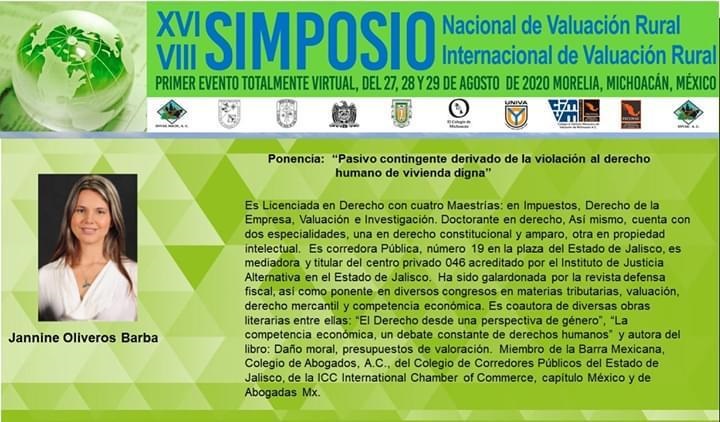 XVI
VIII
SIMPOSIO
Nacional de Valuación Rural
Internacional de Valuación Rural
PRIMER EVENTO TOTALMENTE VIRTUAL, DEL 27, 28 Y 29 DE AGOSTO DE 2020 MORELIA, MICHOACÁN, MÉXICO
El Colegio de
Michoacán
UNIVA
Ponencia: “Pasivo contingente derivado de la violación al derecho
humano de vivienda digna”
Es Licenciada en Derecho con cuatro Maestrías: en Impuestos, Derecho de la
Empresa, Valuación e Investigación. Doctorante en derecho, Así mismo, cuenta con
dos especialidades, una en derecho constitucional y amparo, otra en propiedad
intelectual. Es corredora Pública, número 19 en la plaza del Estado de Jalisco, es
mediadora y titular del centro privado 046 acreditado por el Instituto de Justicia
Alternativa en el Estado de Jalisco. Ha sido galardonada por la revista defensa
fiscal, así como ponente en diversos congresos en materias tributarias, valuación,
derecho mercantil y competencia económica. Es coautora de diversas obras
literarias entre ellas: “El Derecho desde una perspectiva de género”, “La
competencia económica, un debate constante de derechos humanos” y autora del
libro: Daño moral, presupuestos de valoración. Miembro de la Barra Mexicana,
Colegio de Abogados, A.C., del Colegio de Corredores Públicos del Estado de
Jalisco, de la ICC International Chamber of Commerce, capítulo México y de
Abogadas Mx.
Jannine Oliveros Barba